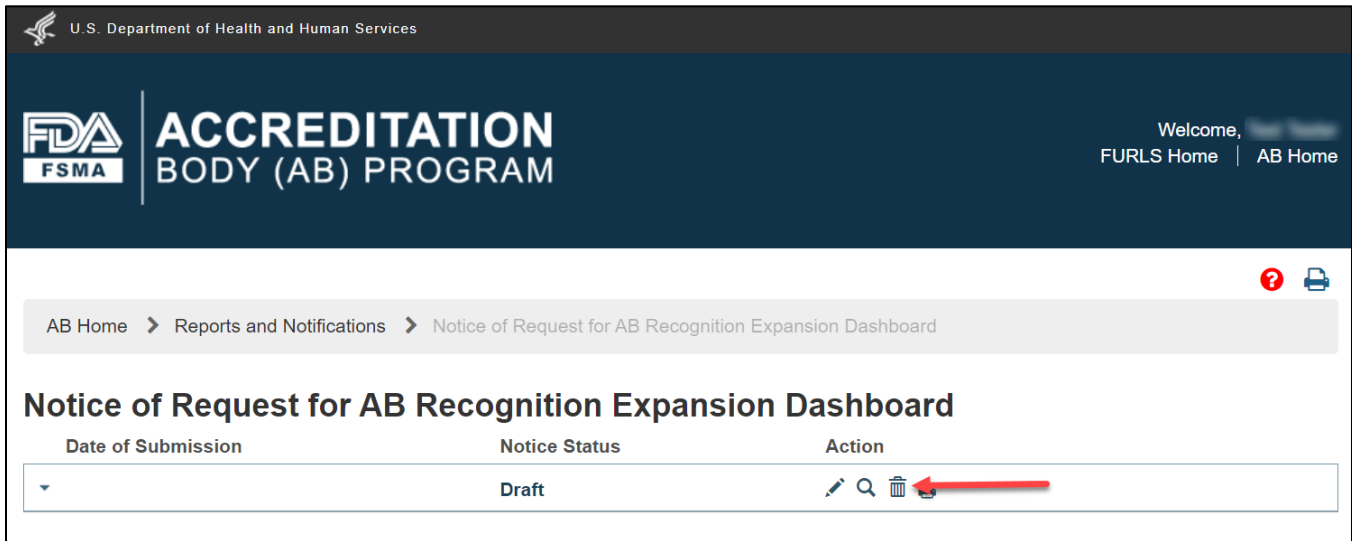 U.S. Department of Health and Human Services
FDA
FSMA
ACCREDITATION
BODY (AB) PROGRAM
Welcome,
FURLS Home | AB Home
?
AB Home > Reports and Notifications > Notice of Request for AB Recognition Expansion Dashboard
Notice of Request for AB Recognition Expansion Dashboard
Date of Submission Notice Status Action
Draft